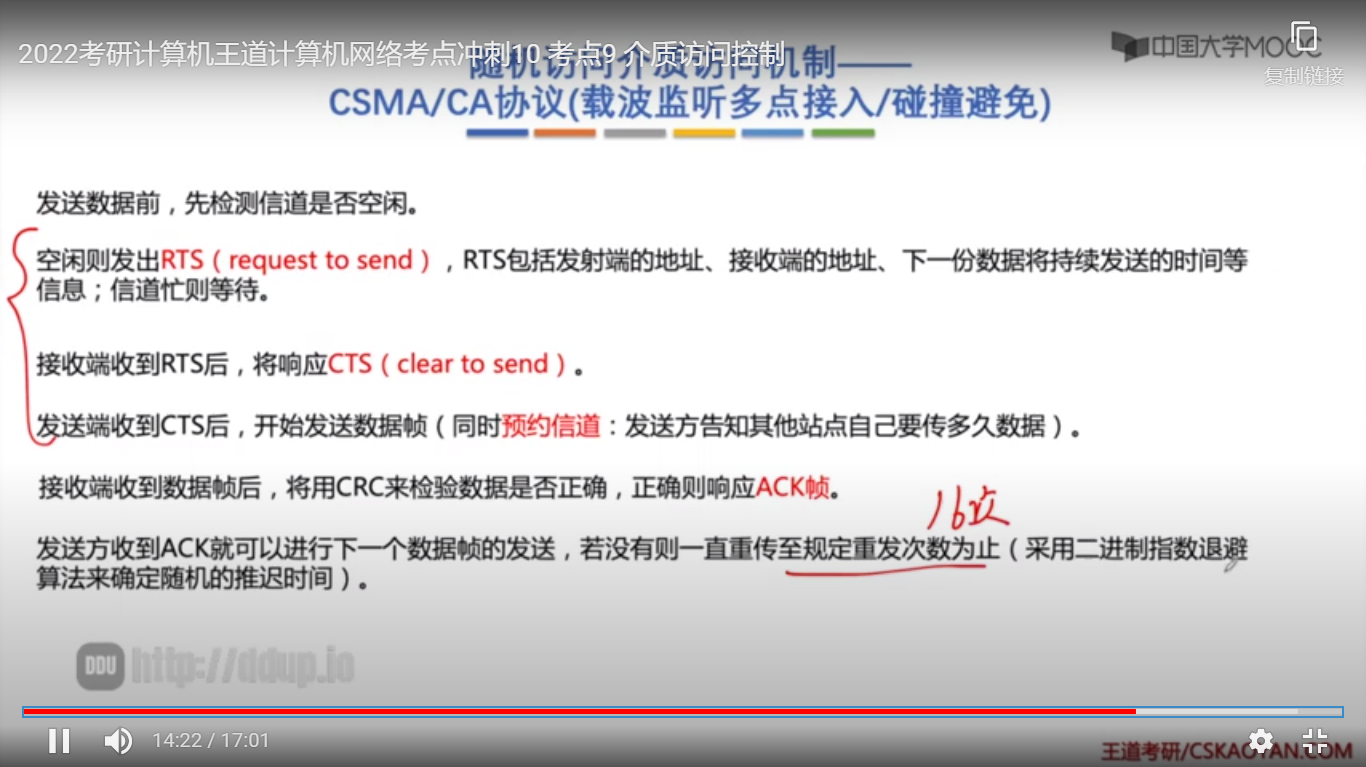 2022考研计算机王道计算机网络考点冲刺10 考点9 介质访问控制
中国大学MOOC
复制链接
随机访问介质访问机制——
CSMA/CA协议(载波监听多点接入/碰撞避免)
发送数据前，先检测信道是否空闲。
空闲则发出RTS（request to send），RTS包括发射端的地址、接收端的地址、下一份数据将持续发送的时间等
信息；信道忙则等待。
接收端收到RTS后，将响应CTS（clear to send）。
发送端收到CTS后，开始发送数据帧（同时预约信道：发送方告知其他站点自己要传多久数据）。
接收端收到数据帧后，将用CRC来检验数据是否正确，正确则响应ACK帧。
16次
发送方收到ACK就可以进行下一个数据帧的发送，若没有则一直重传至规定重发次数为止（采用二进制指数退避
算法来确定随机的推迟时间）。
DDU http://ddup.io
14:22 / 17:01
王道考研/CSKAOYAN.COM